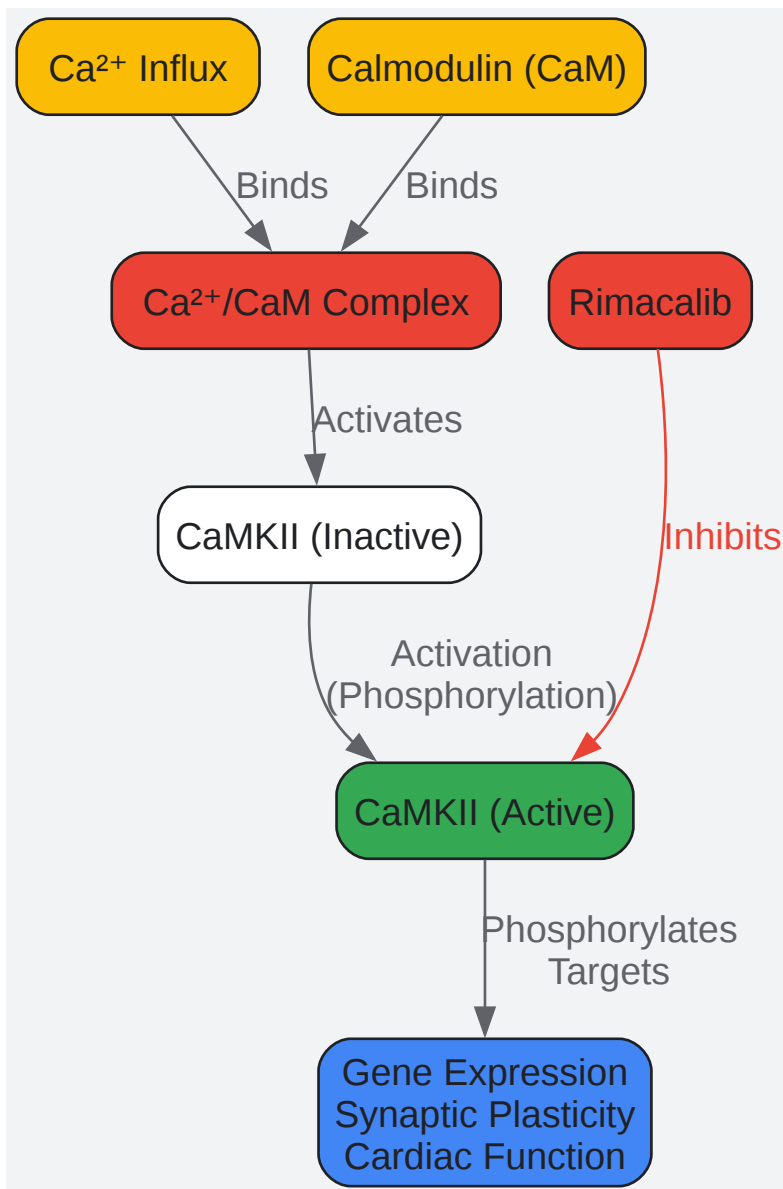 Ca²⁺ Influx
Calmodulin (CaM)
Binds
Binds
Ca²⁺/CaM Complex
Rimacalib
Activates
CaMKII (Inactive)
Inhibits
Activation
(Phosphorylation)
CaMKII (Active)
Phosphorylates
Targets
Gene Expression
Synaptic Plasticity
Cardiac Function